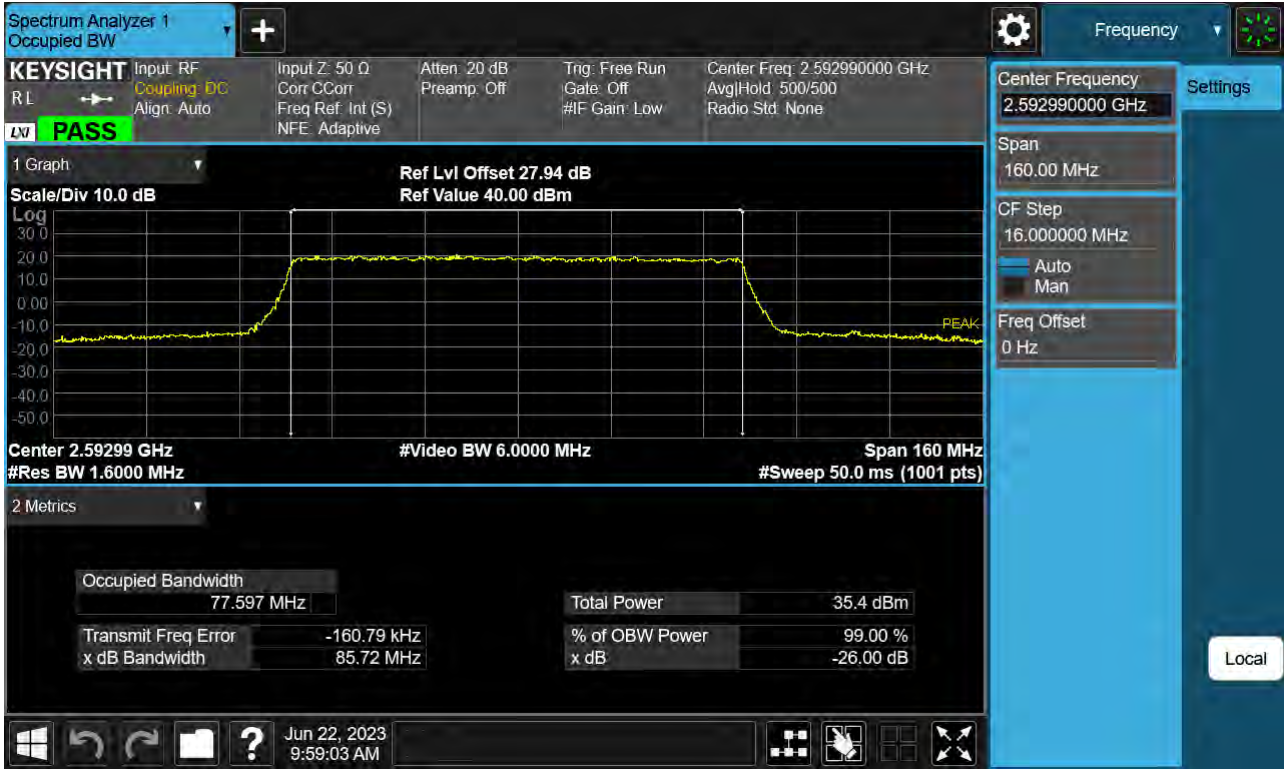 Spectrum Analyzer 1
Occupied BW
Frequency
KEYSIGHT
R L
LXI
PASS
Input: RF
Coupling: DC
Align: Auto
Input Z: 50 Ω
Corr CCorr
Freq Ref: Int (S)
NFE: Adaptive
Atten: 20 dB
Preamp: Off
Trig: Free Run
Gate: Off
#IF Gain: Low
Center Freq: 2.592990000 GHz
Avg|Hold: 500/500
Radio Std: None
Center Frequency
2.592990000 GHz
Settings
Span
160.00 MHz
CF Step
16.000000 MHz
Auto
Man
Freq Offset
0 Hz
Local
1 Graph
Scale/Div 10.0 dB
Ref Lvl Offset 27.94 dB
Ref Value 40.00 dBm
Log
30.0
20.0
10.0
0.00
-10.0
-20.0
-30.0
-40.0
-50.0
PEAK
Center 2.59299 GHz
#Video BW 6.0000 MHz
Span 160 MHz
#Res BW 1.6000 MHz
#Sweep 50.0 ms (1001 pts)
2 Metrics
Occupied Bandwidth
77.597 MHz
Total Power 35.4 dBm
Transmit Freq Error -160.79 kHz
% of OBW Power 99.00 %
x dB Bandwidth 85.72 MHz
x dB -26.00 dB
?
Jun 22, 2023
9:59:03 AM